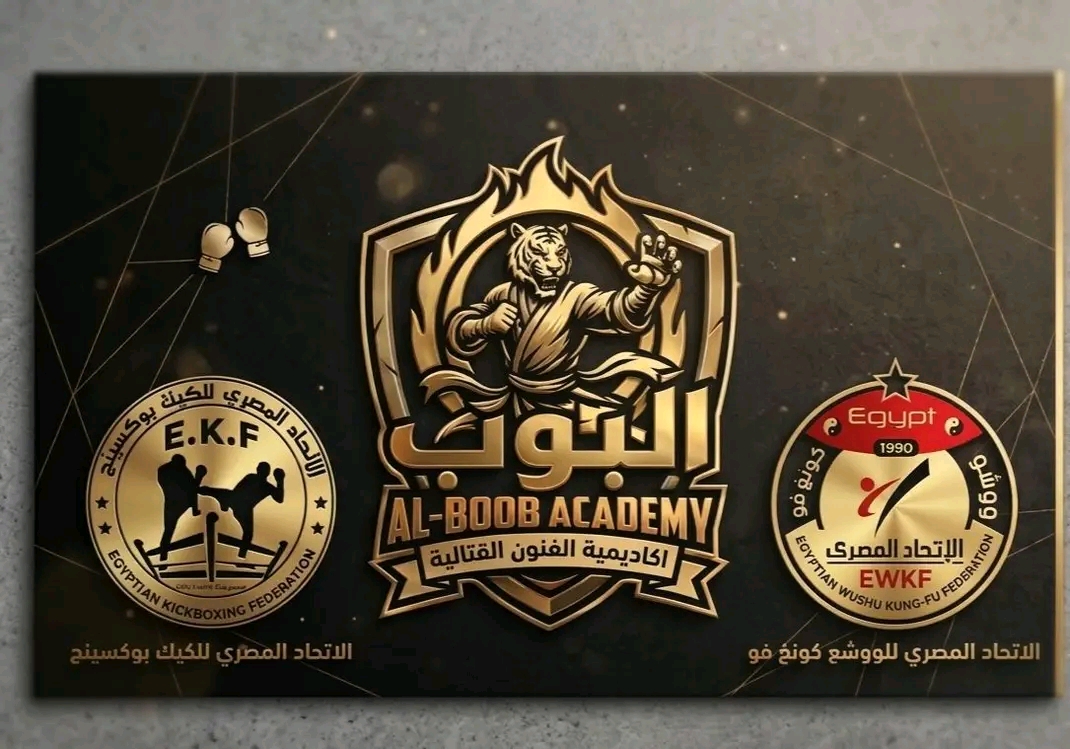 الاتحاد المصري للكيك بوكسينج
E.K.F
EGYPTIAN KICKBOXING FEDERATION
الاتحاد المصري للكيك بوكسينج
البوب
AL-BOOB ACADEMY
اكاديمية الفنون القتالية
Egypt
1990
كونغ فو
ووشو
الإتحاد المصرى
EWKF
EGYPTIAN WUSHU KUNG-FU FEDERATION
الاتحاد المصري للووشع كونغ فو